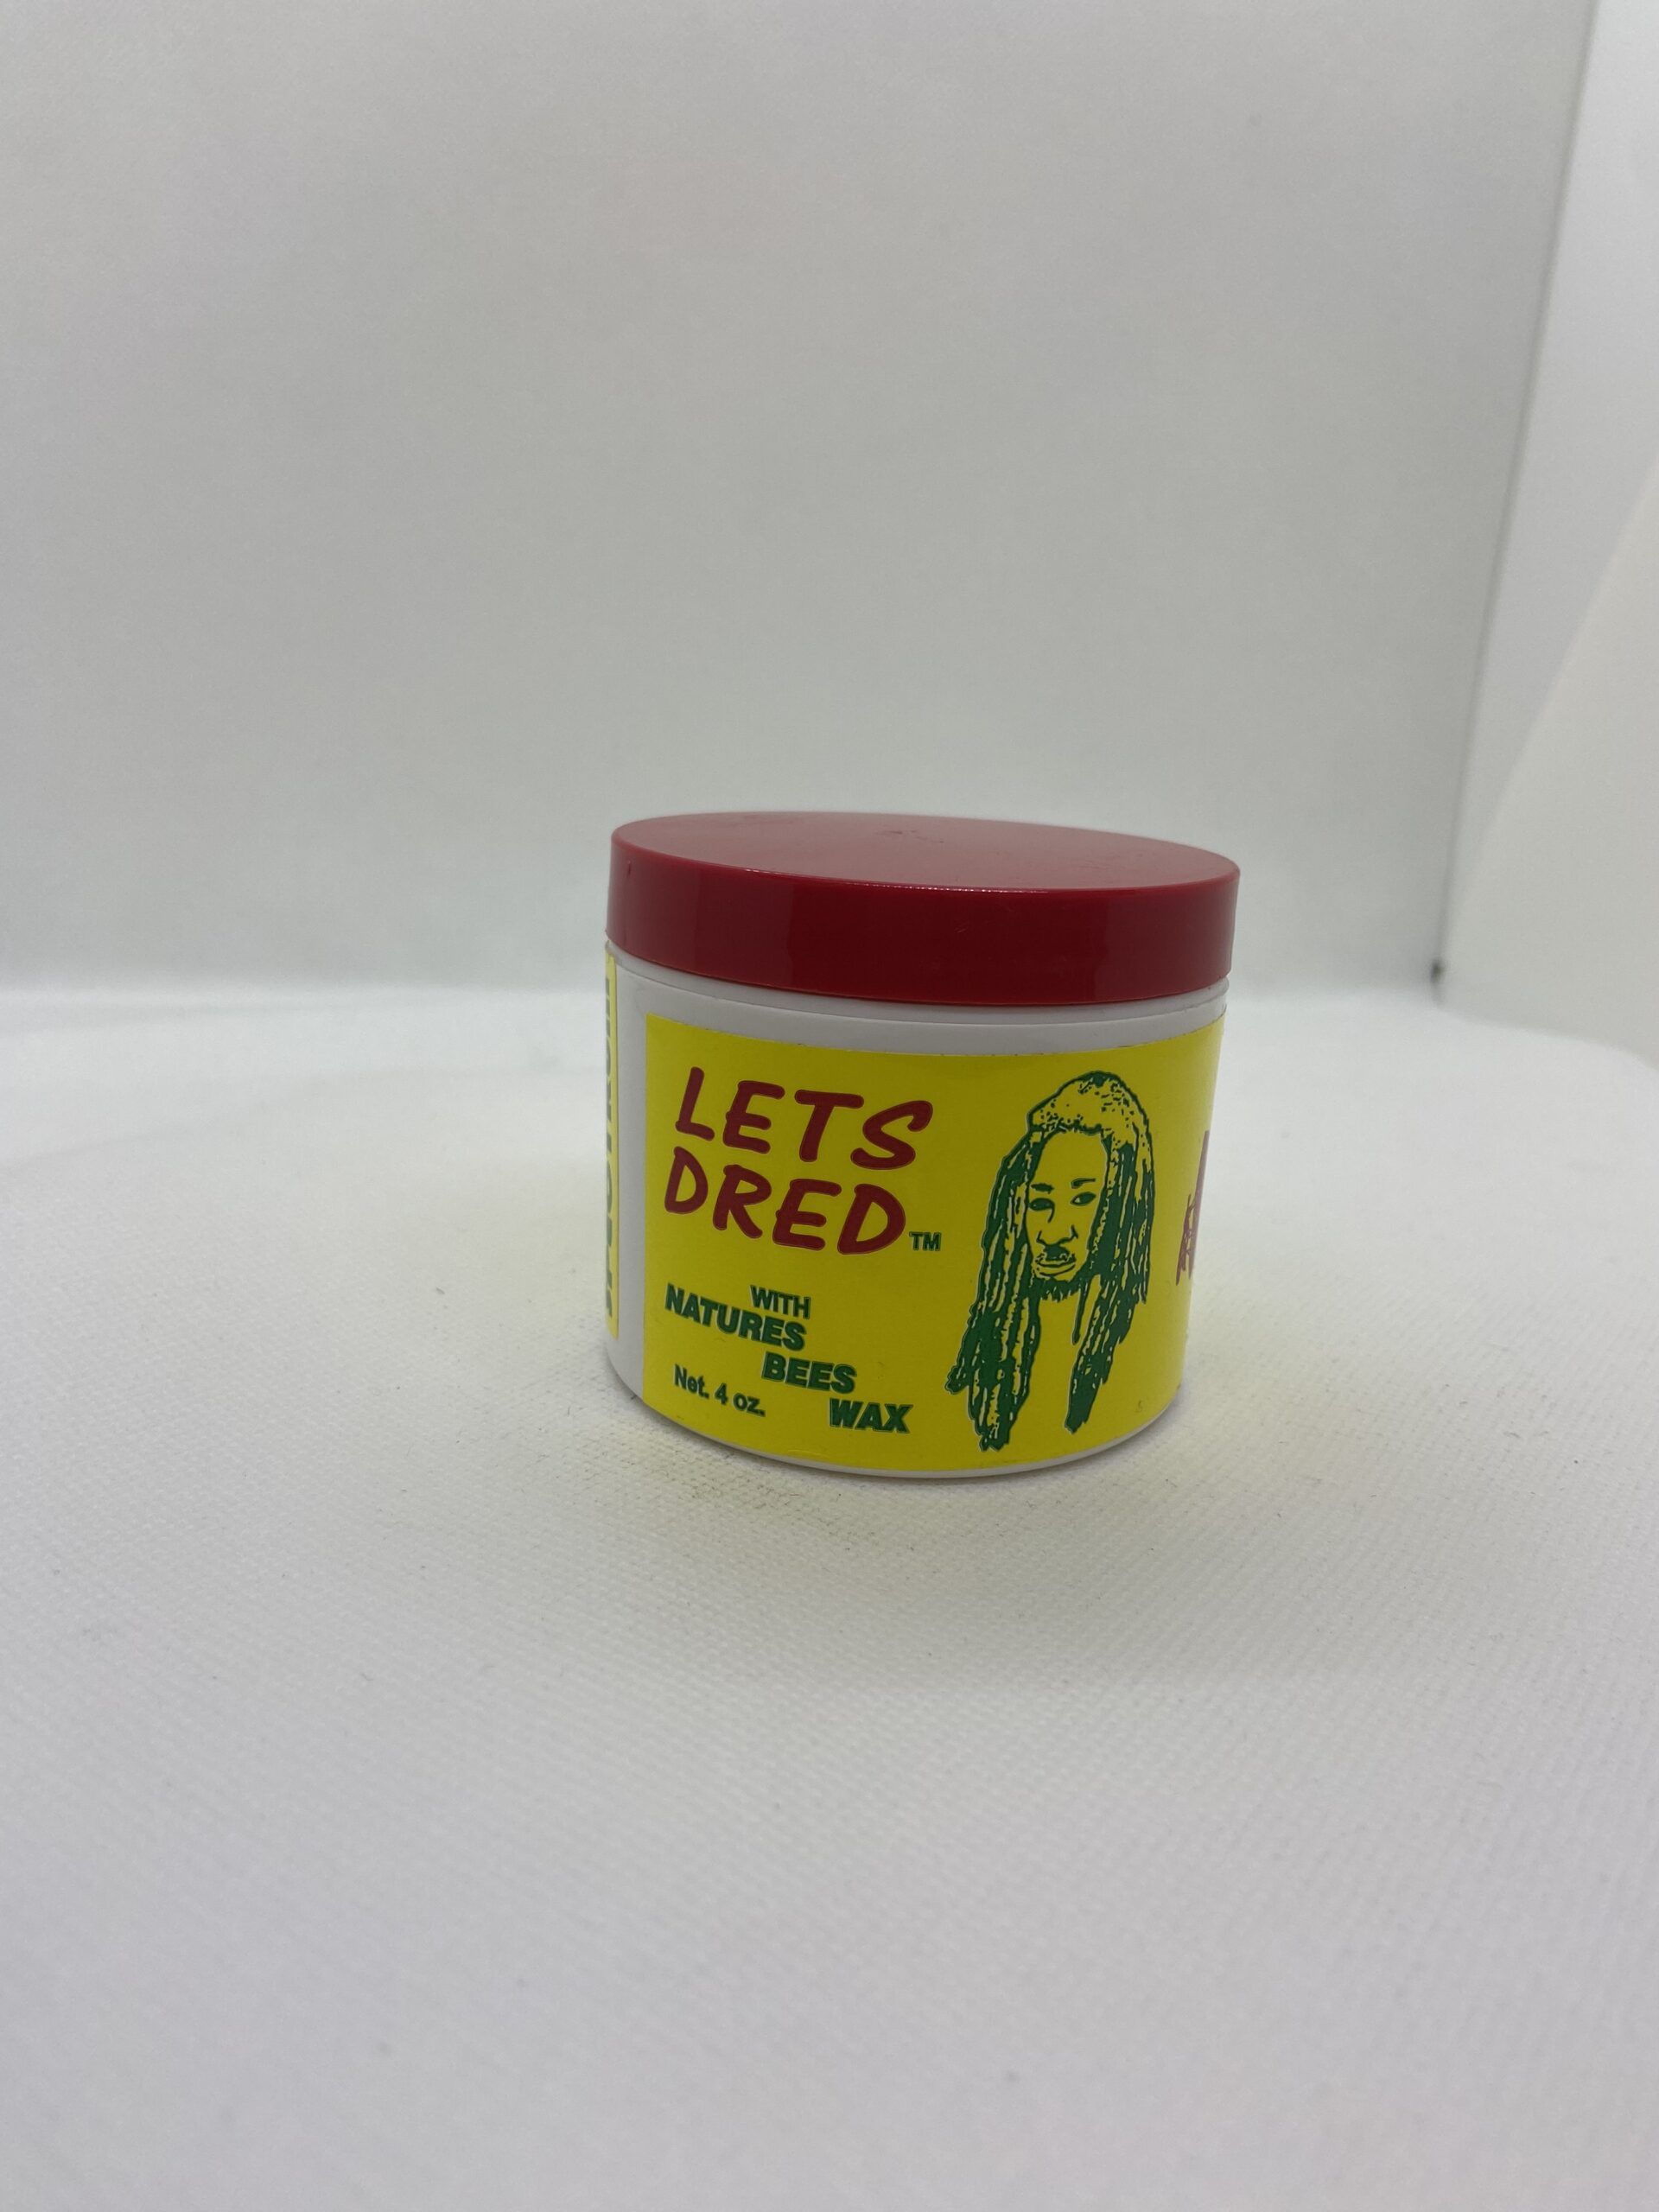 LETS
DRED™
WITH
NATURES
BEES
WAX
Net. 4 oz.